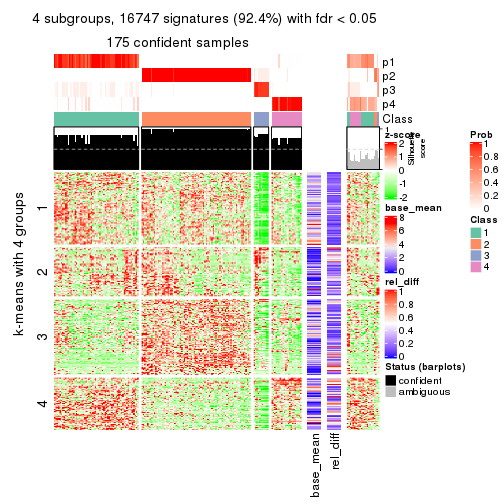 4 subgroups, 16747 signatures (92.4%) with fdr < 0.05
175 confident samples
p1
p2
p3
p4
Class
1
Silhouette
score
k-means with 4 groups
1
2
3
4
base_mean
rel_diff
z-score
2
1
0
-1
-2
base_mean
8
6
4
2
0
rel_diff
1
0.8
0.6
0.4
0.2
0
Status (barplots)
confident
ambiguous
Prob
1
0.8
0.6
0.4
0.2
0
Class
1
2
3
4